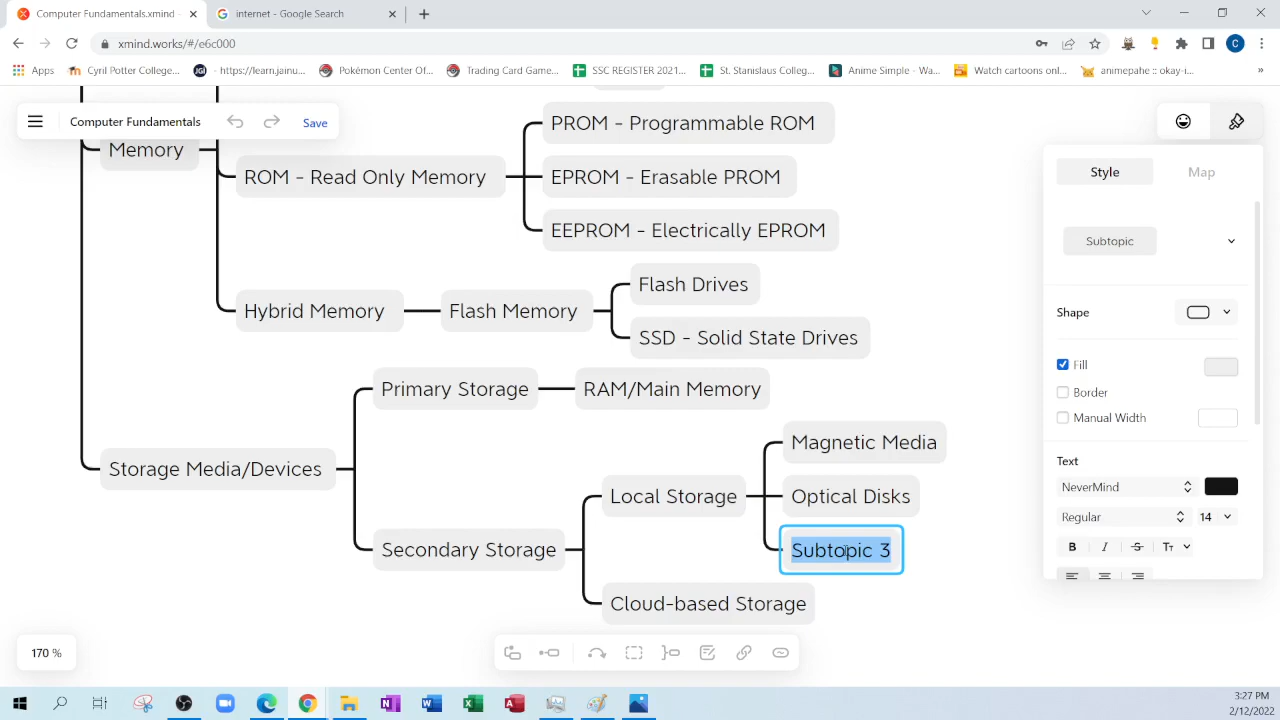 Computer Fundamentals.xmind
internet - Google Search
xmind.works/#/e6c000
C
Apps
Cyril Potter College...
JGI
- https://learn.jainu...
Pokémon Center Of...
Trading Card Game...
SSC REGISTER 2021...
St. Stanislaus Colleg...
Anime Simple - Wa...
Watch cartoons onl...
animepahe :: okay-i...
»
Computer Fundamentals
Save
PROM - Programmable ROM
Memory
ROM - Read Only Memory
EPROM - Erasable PROM
EEPROM - Electrically EPROM
Flash Drives
Hybrid Memory
Flash Memory
SSD - Solid State Drives
Primary Storage
RAM/Main Memory
Magnetic Media
Storage Media/Devices
Local Storage
Optical Disks
Secondary Storage
Subtopic 3
Cloud-based Storage
Style
Map
Subtopic
Shape
Fill
Border
Manual Width
Text
NeverMind
Regular
14
B
I
S
Tт
170 %
3:27 PM
2/12/2022